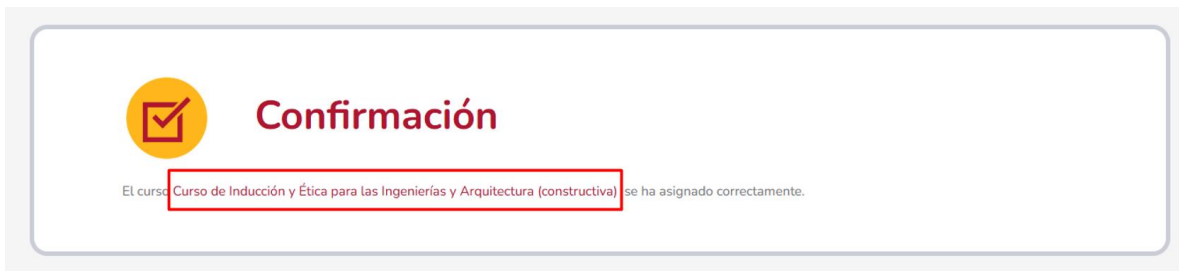 Confirmación
El curso Curso de Inducción y Ética para las Ingenierías y Arquitectura (constructiva) se ha asignado correctamente.